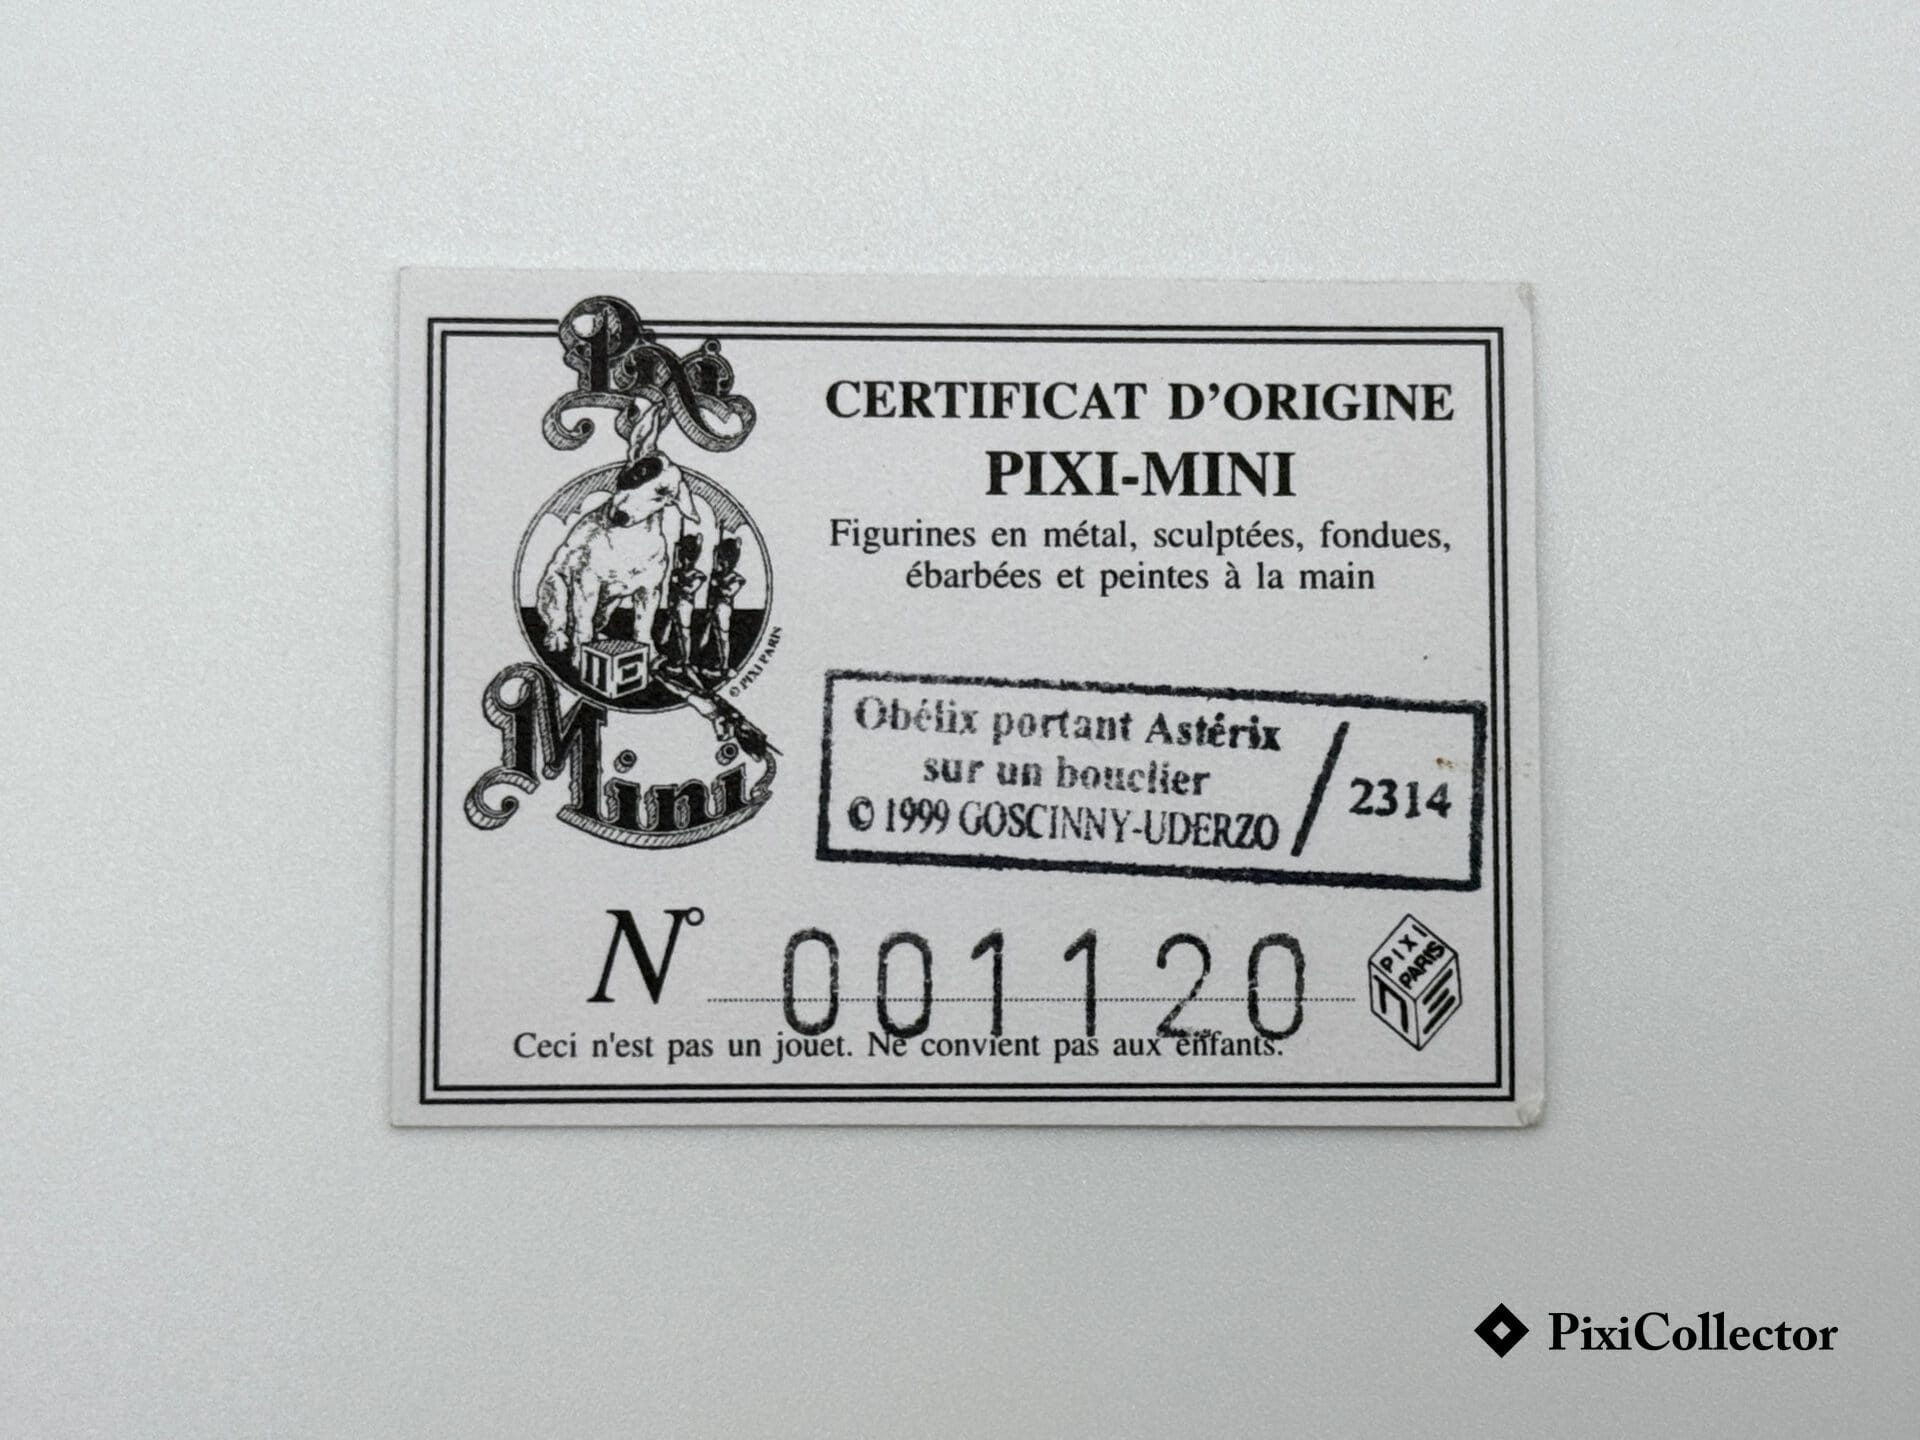 Pixi
Mini
© PIXI PARIS
CERTIFICAT D'ORIGINE
PIXI-MINI
Figurines en métal, sculptées, fondues,
ébarbées et peintes à la main
Obélix portant Astérix
sur un bouclier
© 1999 GOSCINNY-UDERZO
/ 2314
N° 001120
PIXI
PARIS
Ceci n'est pas un jouet. Ne convient pas aux enfants.
PixiCollector